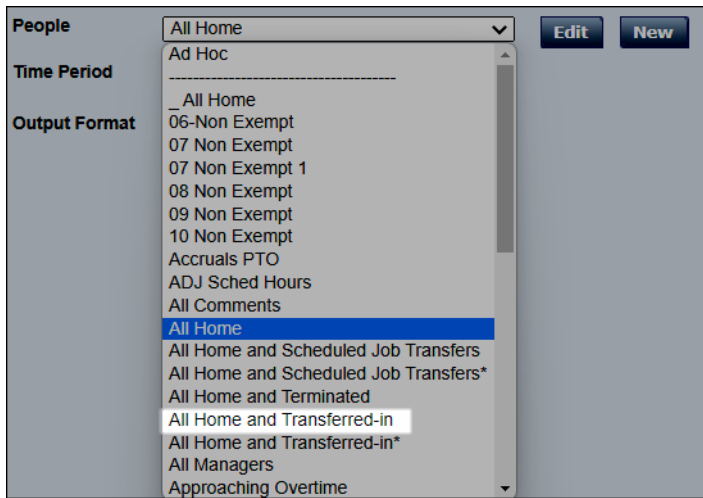 People All Home Edit New
Ad Hoc
Time Period
--------------------------------------
_ All Home
Output Format 06-Non Exempt
07 Non Exempt
07 Non Exempt 1
08 Non Exempt
09 Non Exempt
10 Non Exempt
Accruals PTO
ADJ Sched Hours
All Comments
All Home
All Home and Scheduled Job Transfers
All Home and Scheduled Job Transfers*
All Home and Terminated
All Home and Transferred-in
All Home and Transferred-in*
All Managers
Approaching Overtime